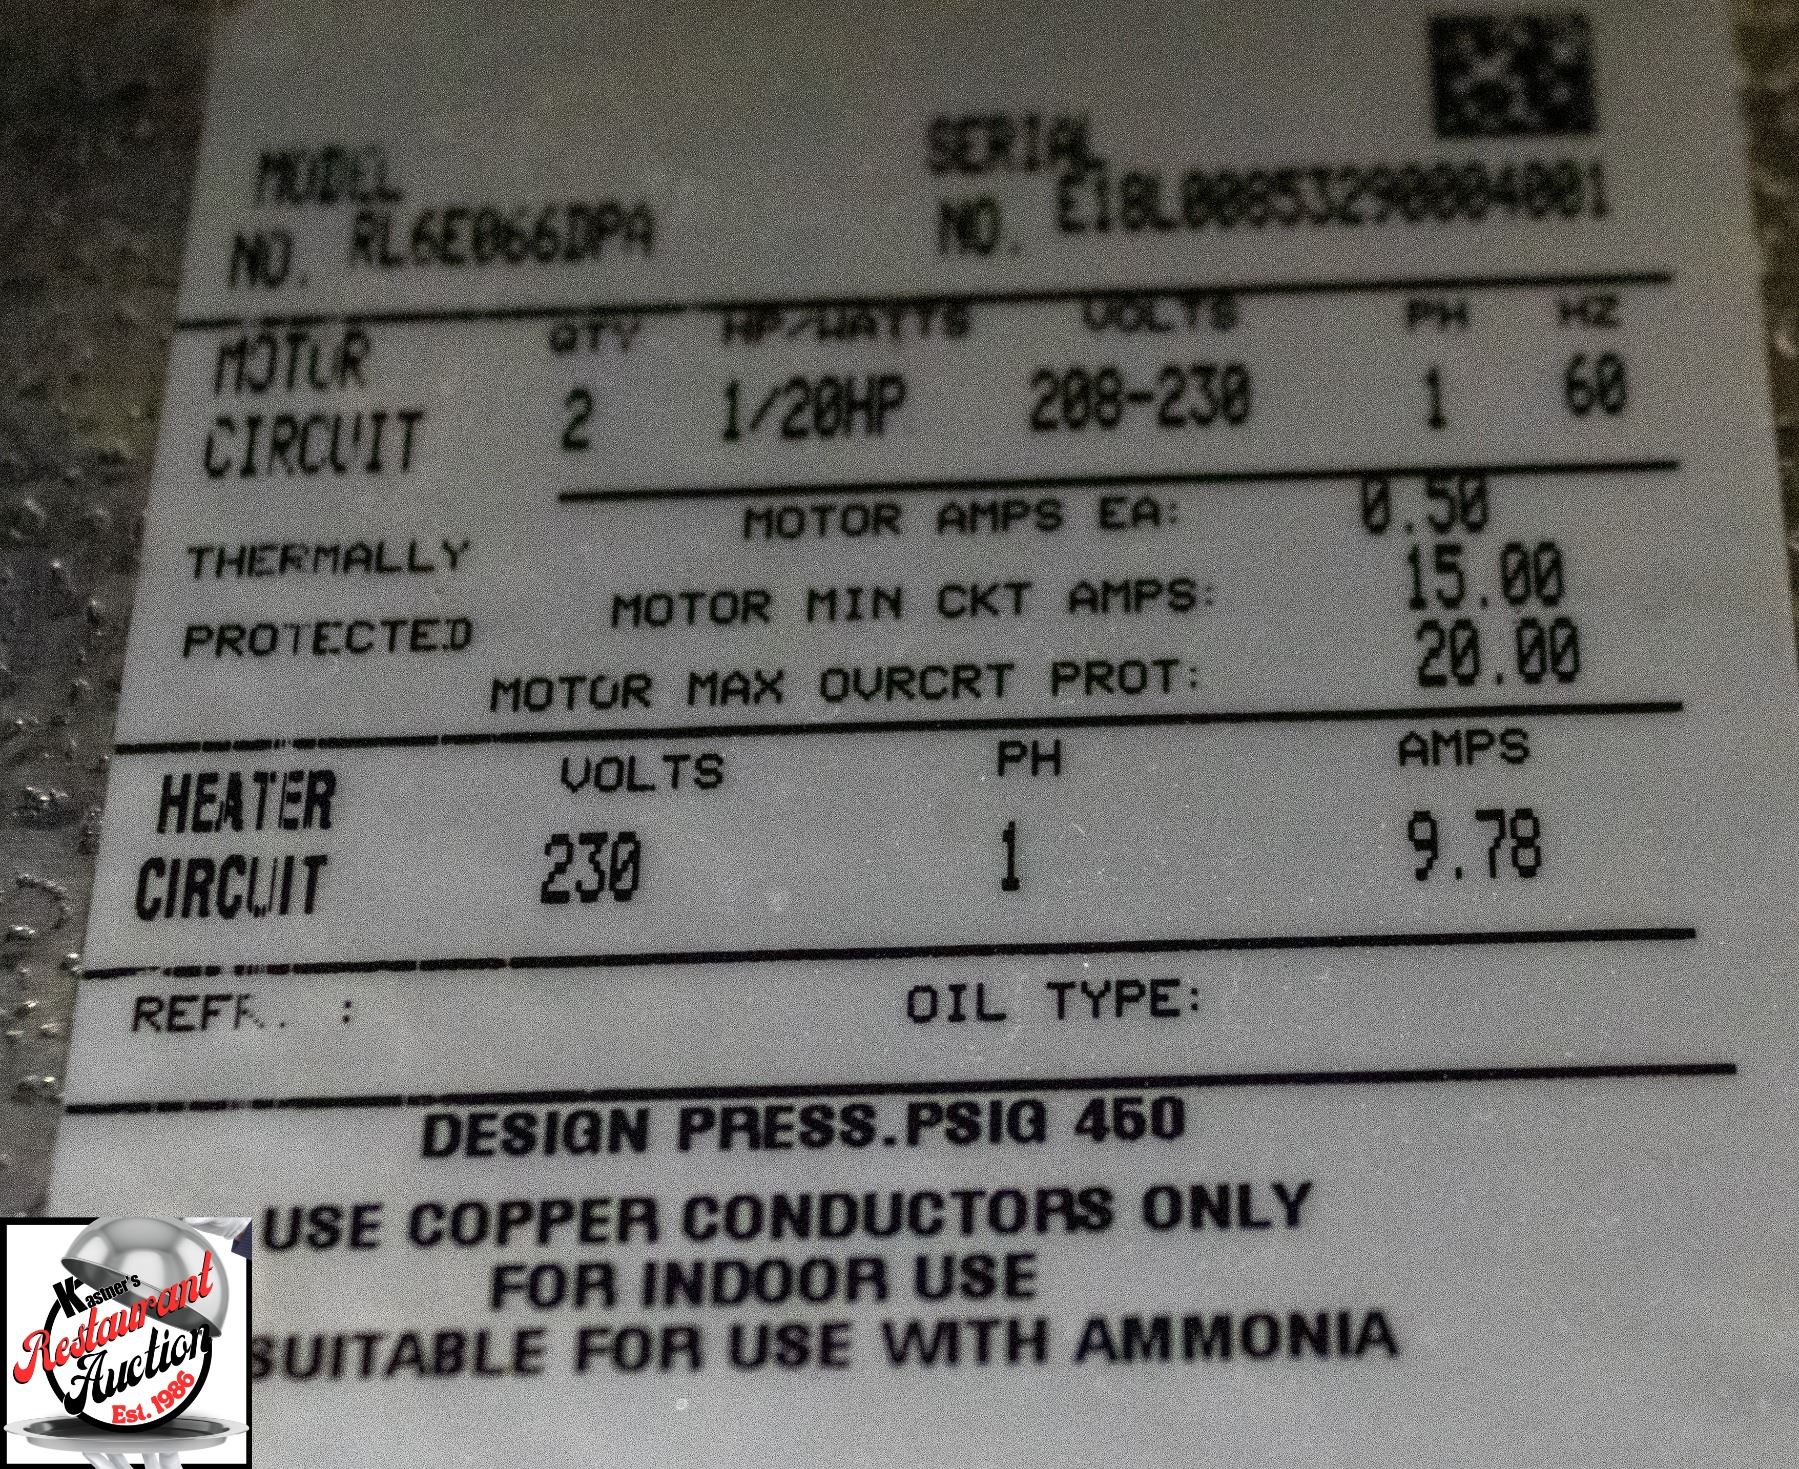 MODEL
NO. RL6E066DPA
SERIAL
NO. E18L00853290004001
MOTOR CIRCUIT
QTY HP/WATTS VOLTS PH HZ
2 1/20HP 208-230 1 60
THERMALLY
PROTECTED
MOTOR AMPS EA: 0.50
MOTOR MIN CKT AMPS: 15.00
MOTOR MAX OVRCRT PROT: 20.00
HEATER CIRCUIT
VOLTS PH AMPS
230 1 9.78
REFR. :
OIL TYPE:
DESIGN PRESS.PSIG 450
USE COPPER CONDUCTORS ONLY
FOR INDOOR USE
SUITABLE FOR USE WITH AMMONIA
Kastner's
Restaurant
Auction
Est. 1986